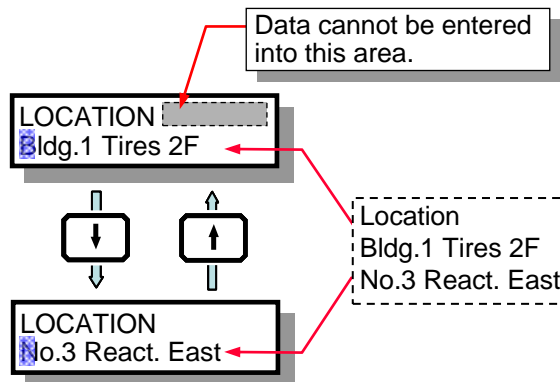 Data cannot be entered
into this area.
LOCATION
Bldg.1 Tires 2F
Location
Bldg.1 Tires 2F
No.3 React. East
LOCATION
No.3 React. East